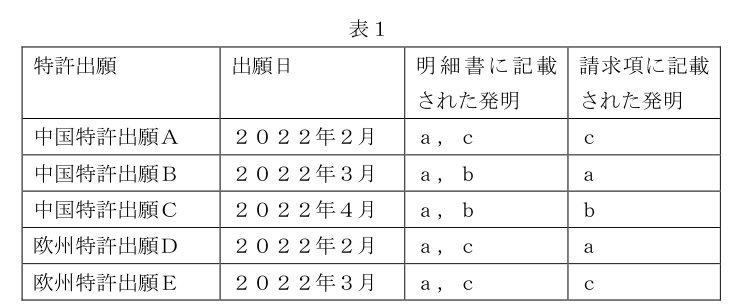 表１
特許出願 出願日 明細書に記載された発明 請求項に記載された発明
中国特許出願Ａ ２０２２年２月 ａ，ｃ ｃ
中国特許出願Ｂ ２０２２年３月 ａ，ｂ ａ
中国特許出願Ｃ ２０２２年４月 ａ，ｂ ｂ
欧州特許出願Ｄ ２０２２年２月 ａ，ｃ ａ
欧州特許出願Ｅ ２０２２年３月 ａ，ｃ ｃ